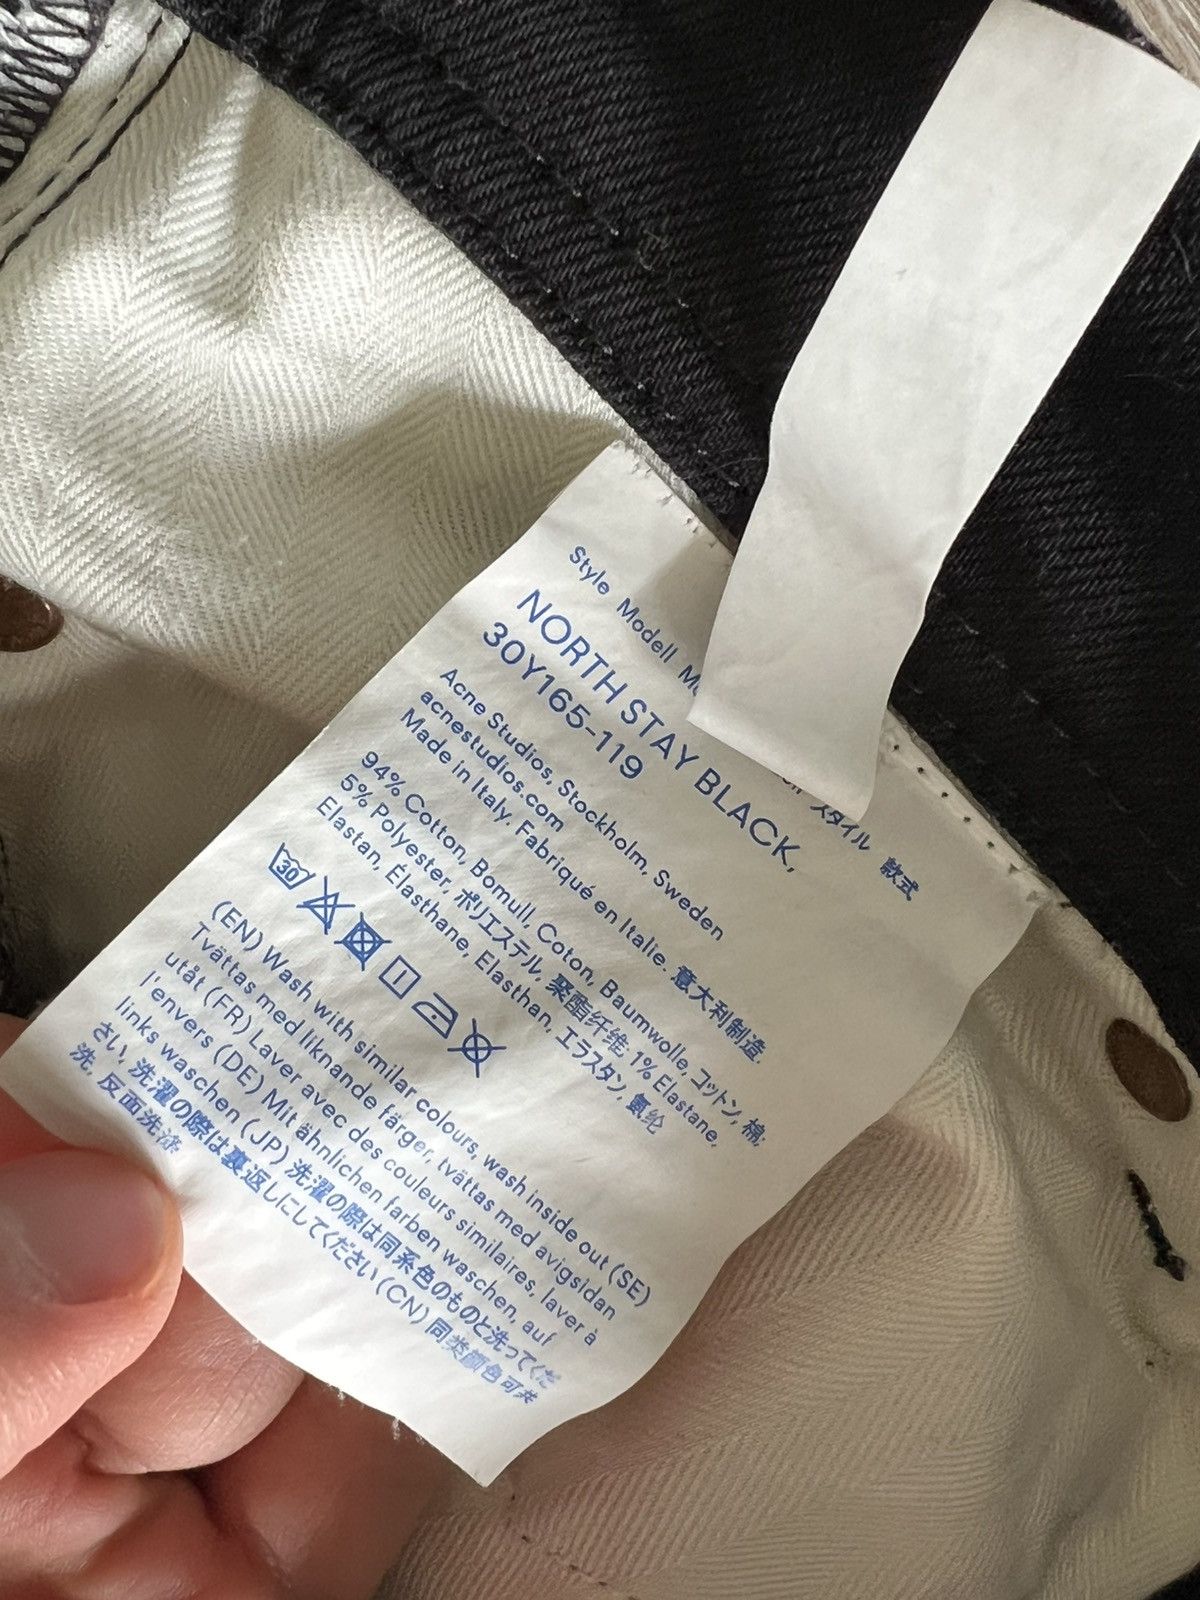 Style Modell スタイル 款式
NORTH STAY BLACK,
30Y165-119
Acne Studios, Stockholm, Sweden
acnestudios.com
Made in Italy. Fabriqué en Italie. 意大利制造.
94% Cotton, Bomull, Coton, Baumwolle, コットン, 棉,
5% Polyester, ポリエステル, 聚酯纤维, 1% Elastane,
Elastan, Élasthane, Elasthan, エラスタン, 氨纶
30
(EN) Wash with similar colours, wash inside out (SE)
Tvättas med liknande färger, tvättas med avigsidan
utåt (FR) Laver avec des couleurs similaires, laver à
l'envers (DE) Mit ähnlichen farben waschen, auf
links waschen (JP) 洗濯の際は同系色のものと洗ってくだ
さい, 洗濯の際は裏返しにしてください (CN) 同类颜色可共
洗, 反面洗涤